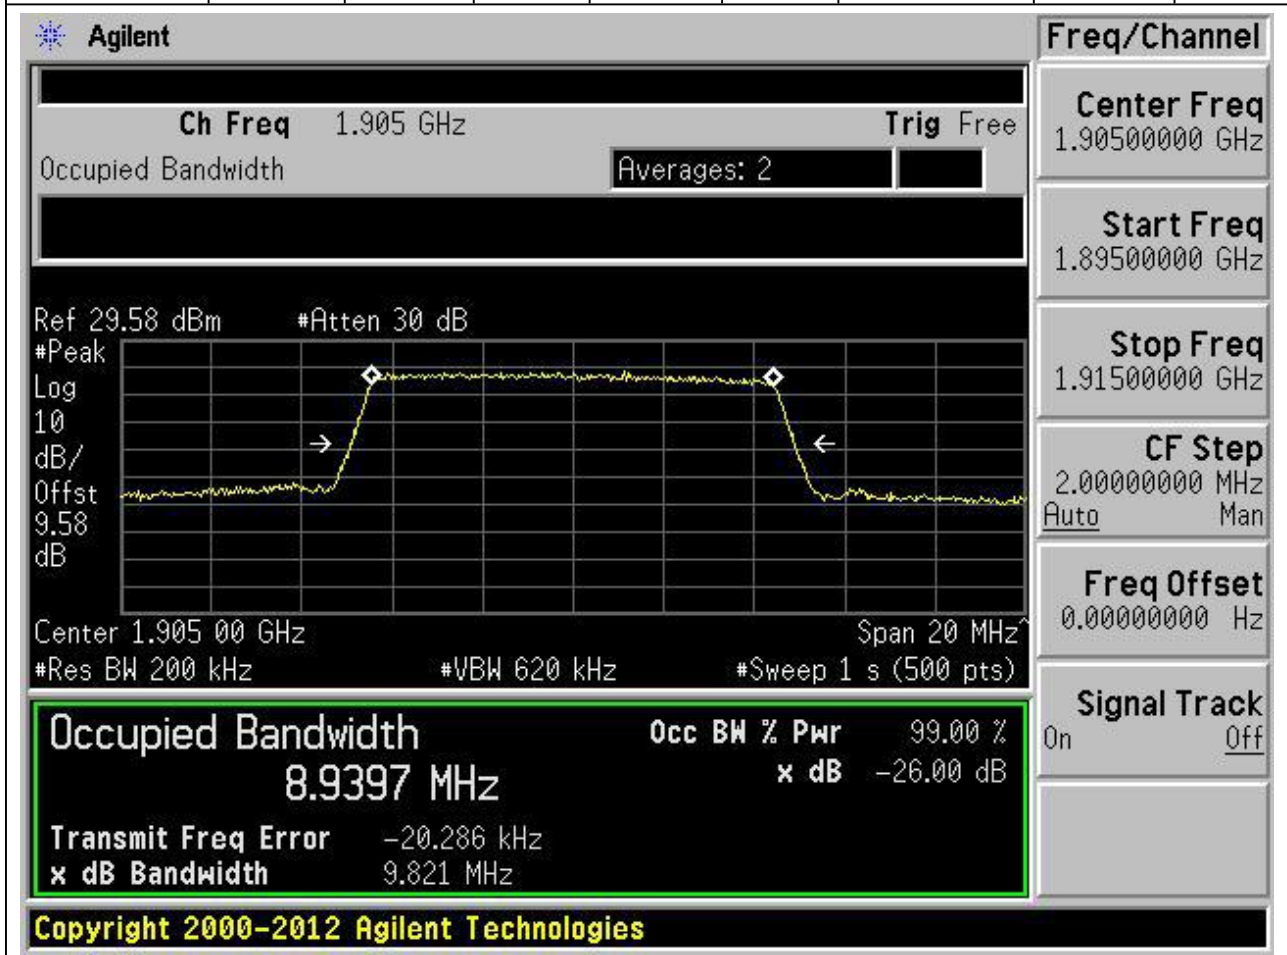 Agilent
Freq/Channel
Ch Freq 1.905 GHz Trig Free
Occupied Bandwidth Averages: 2
Center Freq
1.90500000 GHz
Start Freq
1.89500000 GHz
Stop Freq
1.91500000 GHz
CF Step
2.00000000 MHz
Auto Man
Freq Offset
0.00000000 Hz
Signal Track
On Off
Ref 29.58 dBm #Atten 30 dB
#Peak
Log
10
dB/
Offst
9.58
dB
Center 1.905 00 GHz Span 20 MHz^
#Res BW 200 kHz #VBW 620 kHz #Sweep 1 s (500 pts)
Occupied Bandwidth Occ BW % Pwr 99.00 %
8.9397 MHz x dB -26.00 dB
Transmit Freq Error -20.286 kHz
x dB Bandwidth 9.821 MHz
Copyright 2000-2012 Agilent Technologies